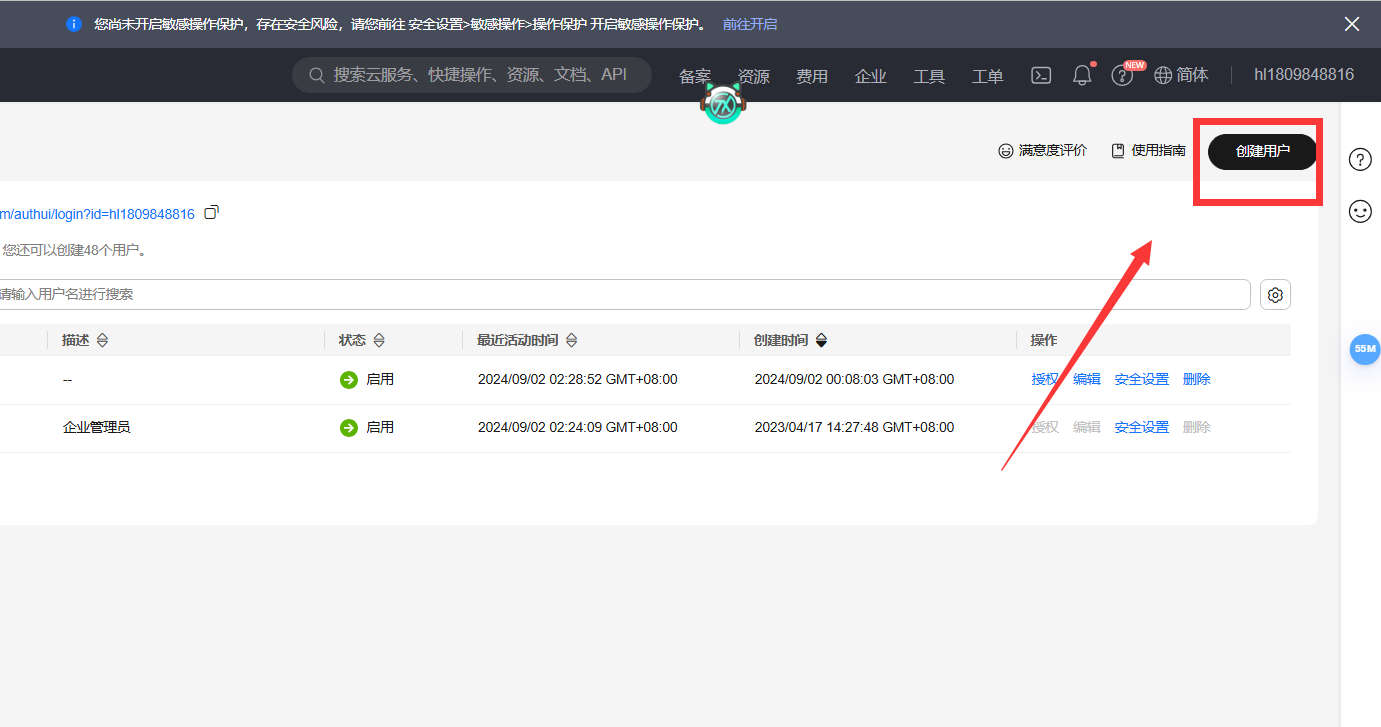 您尚未开启敏感操作保护，存在安全风险，请您前往 安全设置>敏感操作>操作保护 开启敏感操作保护。 前往开启
搜索云服务、快捷操作、资源、文档、API 备案 资源 费用 企业 工具 工单 NEW 简体 hl1809848816
满意度评价 使用指南 创建用户
m/authui/login?id=hl1809848816
您还可以创建48个用户。
请输入用户名进行搜索
描述 状态 最近活动时间 创建时间 操作
55M
-- 启用 2024/09/02 02:28:52 GMT+08:00 2024/09/02 00:08:03 GMT+08:00 授权 编辑 安全设置 删除
企业管理员 启用 2024/09/02 02:24:09 GMT+08:00 2023/04/17 14:27:48 GMT+08:00 授权 编辑 安全设置 删除